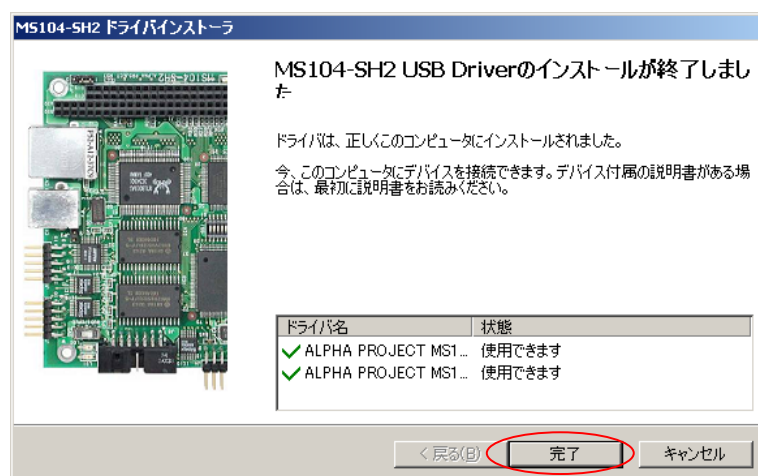 MS104-SH2 ドライバインストーラ
MS104-SH2 USB Driverのインストールが終了しまし
た
ドライバは、正しくこのコンピュータにインストールされました。
今、このコンピュータにデバイスを接続できます。デバイス付属の説明書がある場
合は、最初に説明書をお読みください。
ドライバ名 状態
ALPHA PROJECT MS1... 使用できます
ALPHA PROJECT MS1... 使用できます
< 戻る(B) 完了 キャンセル
MS104-SH2